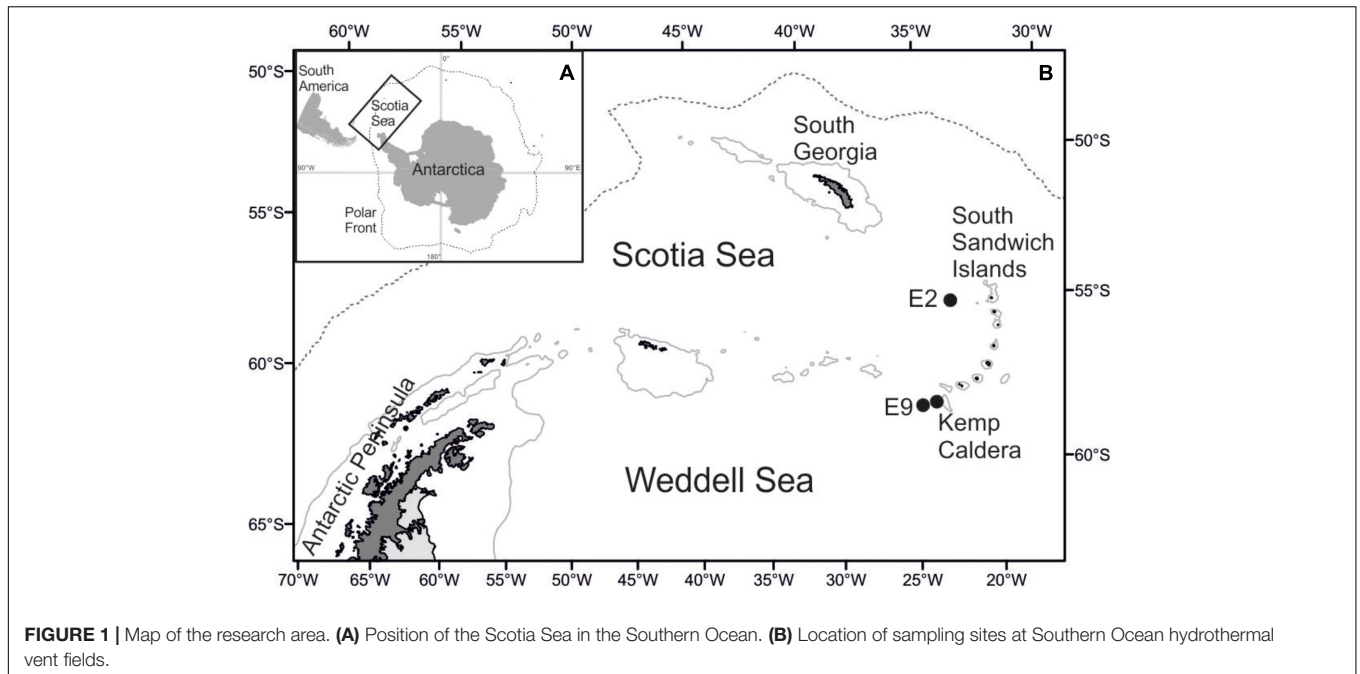 60°W 55°W 50°W 45°W 40°W 35°W 30°W
50°S
55°S
60°S
65°S
A
South
America
Scotia
Sea
0°
90°W
90°E
Antarctica
Polar
Front
180°
B
South
Georgia
50°S
Scotia Sea
South
Sandwich
Islands
E2
55°S
E9
Kemp
Caldera
60°S
Antarctic Peninsula
Weddell Sea
70°W 65°W 60°W 55°W 50°W 45°W 40°W 35°W 30°W 25°W 20°W
FIGURE 1 | Map of the research area. (A) Position of the Scotia Sea in the Southern Ocean. (B) Location of sampling sites at Southern Ocean hydrothermal
vent fields.